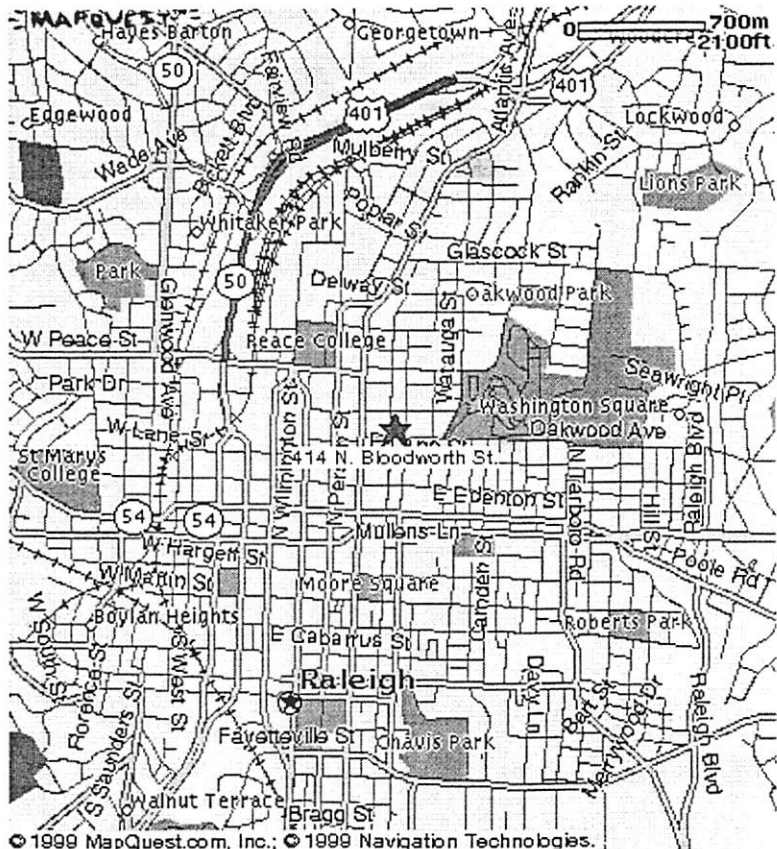 MAPQUEST
Hayes Barton
Georgetown
0 700m
2100ft
50
Fairview Rd
Atlantic Ave
401
401
Edgewood
Lockwood
Wade Ave
Mulberry St
Rankin St
Lions Park
Whitaker Park
Poplar St
Glascock St
Park
50
Delway St
Oakwood Park
Glenwood Ave
W Peace St
Peace College
Watauga St
Seawright Pl
Park Dr
Washington Square
W Lane St
Oakwood Ave
St Marys
College
414 N. Bloodworth St.
N Wilmington St
N Person St
E Edenton St
N Tarboro Rd
Hill St
Raleigh Blvd
54
54
Mullens Ln
W Hargett St
Poole Rd
W Martin St
Moore Square
Camden St
Boylan Heights
Roberts Park
E Cabarrus St
W South St
Florence St
S West St
Raleigh
Davy Ln
Bart St
Merrywood Dr
Raleigh Blvd
Fayetteville St
Chavis Park
S Saunders St
Walnut Terrace
Bragg St
© 1999 MapQuest.com, Inc.; © 1999 Navigation Technologies.